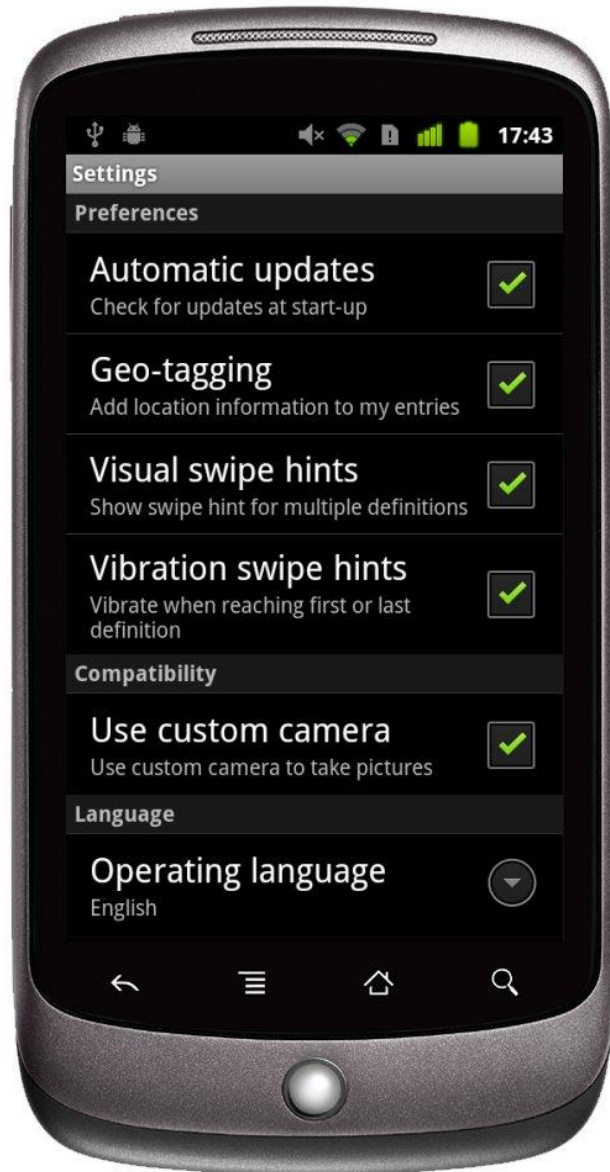 17:43
Settings
Preferences
Automatic updates
Check for updates at start-up
Geo-tagging
Add location information to my entries
Visual swipe hints
Show swipe hint for multiple definitions
Vibration swipe hints
Vibrate when reaching first or last
definition
Compatibility
Use custom camera
Use custom camera to take pictures
Language
Operating language
English